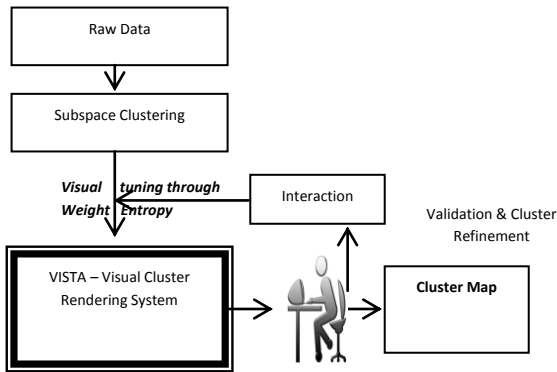 Raw Data
Subspace Clustering
Visual tuning through
Weight Entropy
Interaction
Validation & Cluster
Refinement
VISTA – Visual Cluster
Rendering System
Cluster Map